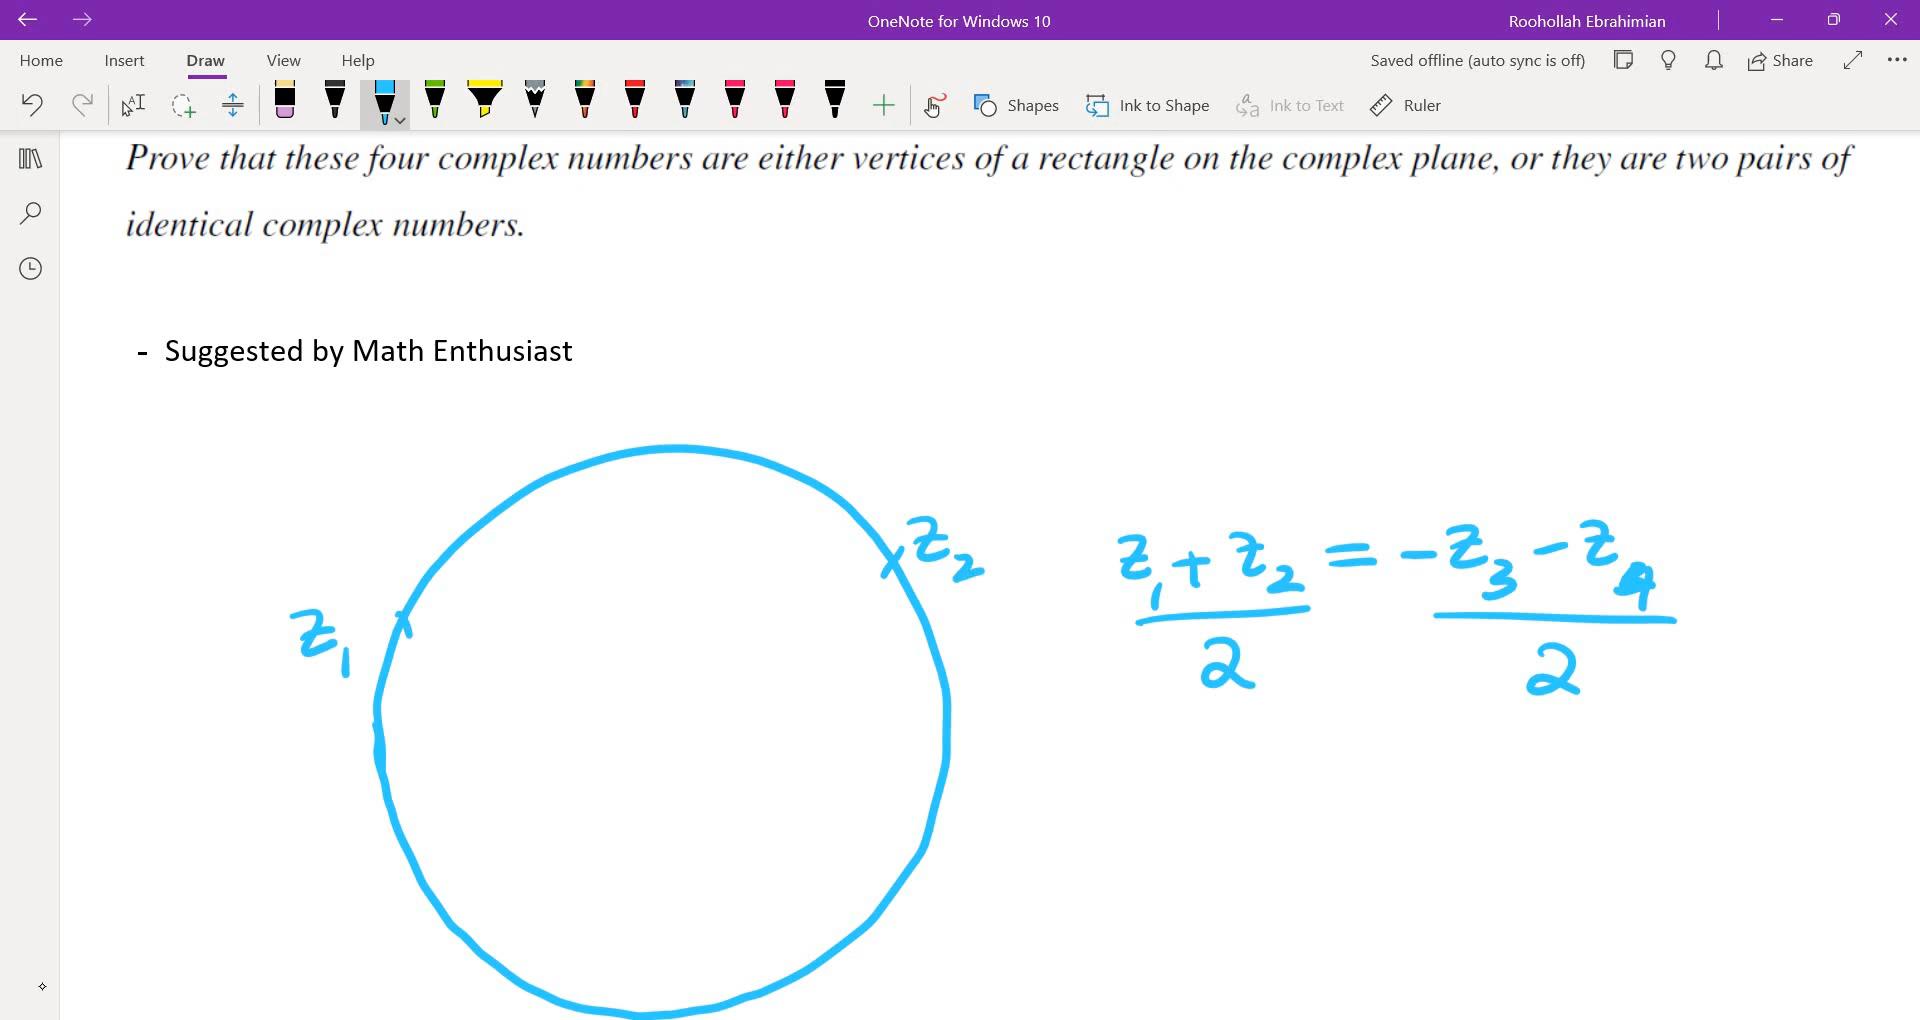 OneNote for Windows 10
Roohollah Ebrahimian
Home Insert Draw View Help
Saved offline (auto sync is off) Share
Shapes Ink to Shape Ink to Text Ruler
Prove that these four complex numbers are either vertices of a rectangle on the complex plane, or they are two pairs of
identical complex numbers.
- Suggested by Math Enthusiast
z₂
z₁
(z₁ + z₂)/2 = (-z₃ - z₄)/2